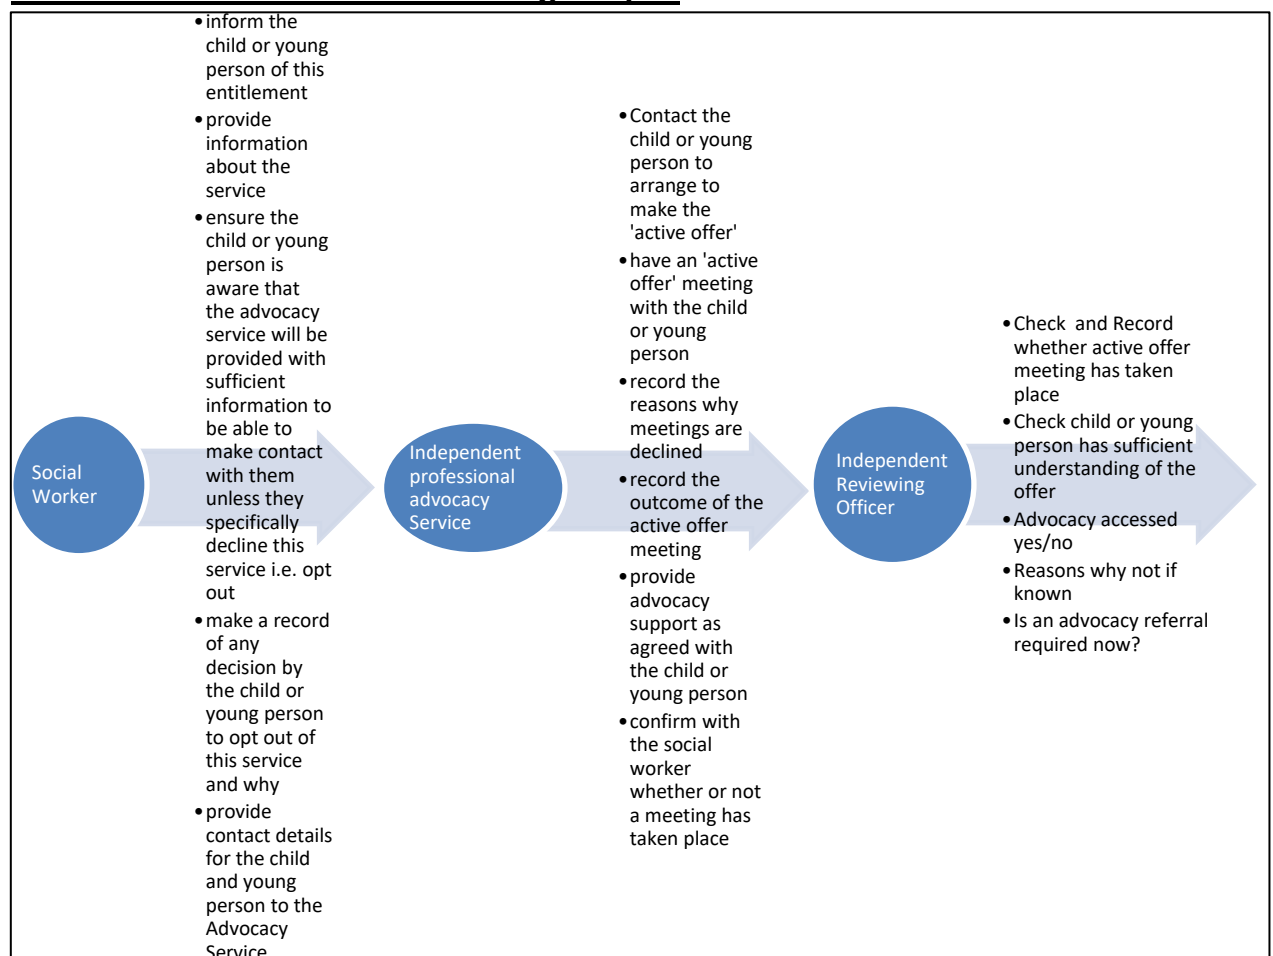 Social
Worker
•inform the
child or young
person of this
entitlement
•provide
information
about the
service
•ensure the
child or young
person is
aware that
the advocacy
service will be
provided with
sufficient
information to
be able to
make contact
with them
unless they
specifically
decline this
service i.e. opt
out
•make a record
of any
decision by
the child or
young person
to opt out of
this service
and why
•provide
contact details
for the child
and young
person to the
Advocacy
Service
Independent
professional
advocacy
Service
•Contact the
child or young
person to
arrange to
make the
'active offer'
•have an 'active
offer' meeting
with the child
or young
person
•record the
reasons why
meetings are
declined
•record the
outcome of the
active offer
meeting
•provide
advocacy
support as
agreed with
the child or
young person
•confirm with
the social
worker
whether or not
a meeting has
taken place
Independent
Reviewing
Officer
•Check and Record
whether active offer
meeting has taken
place
•Check child or young
person has sufficient
understanding of the
offer
•Advocacy accessed
yes/no
•Reasons why not if
known
•Is an advocacy referral
required now?